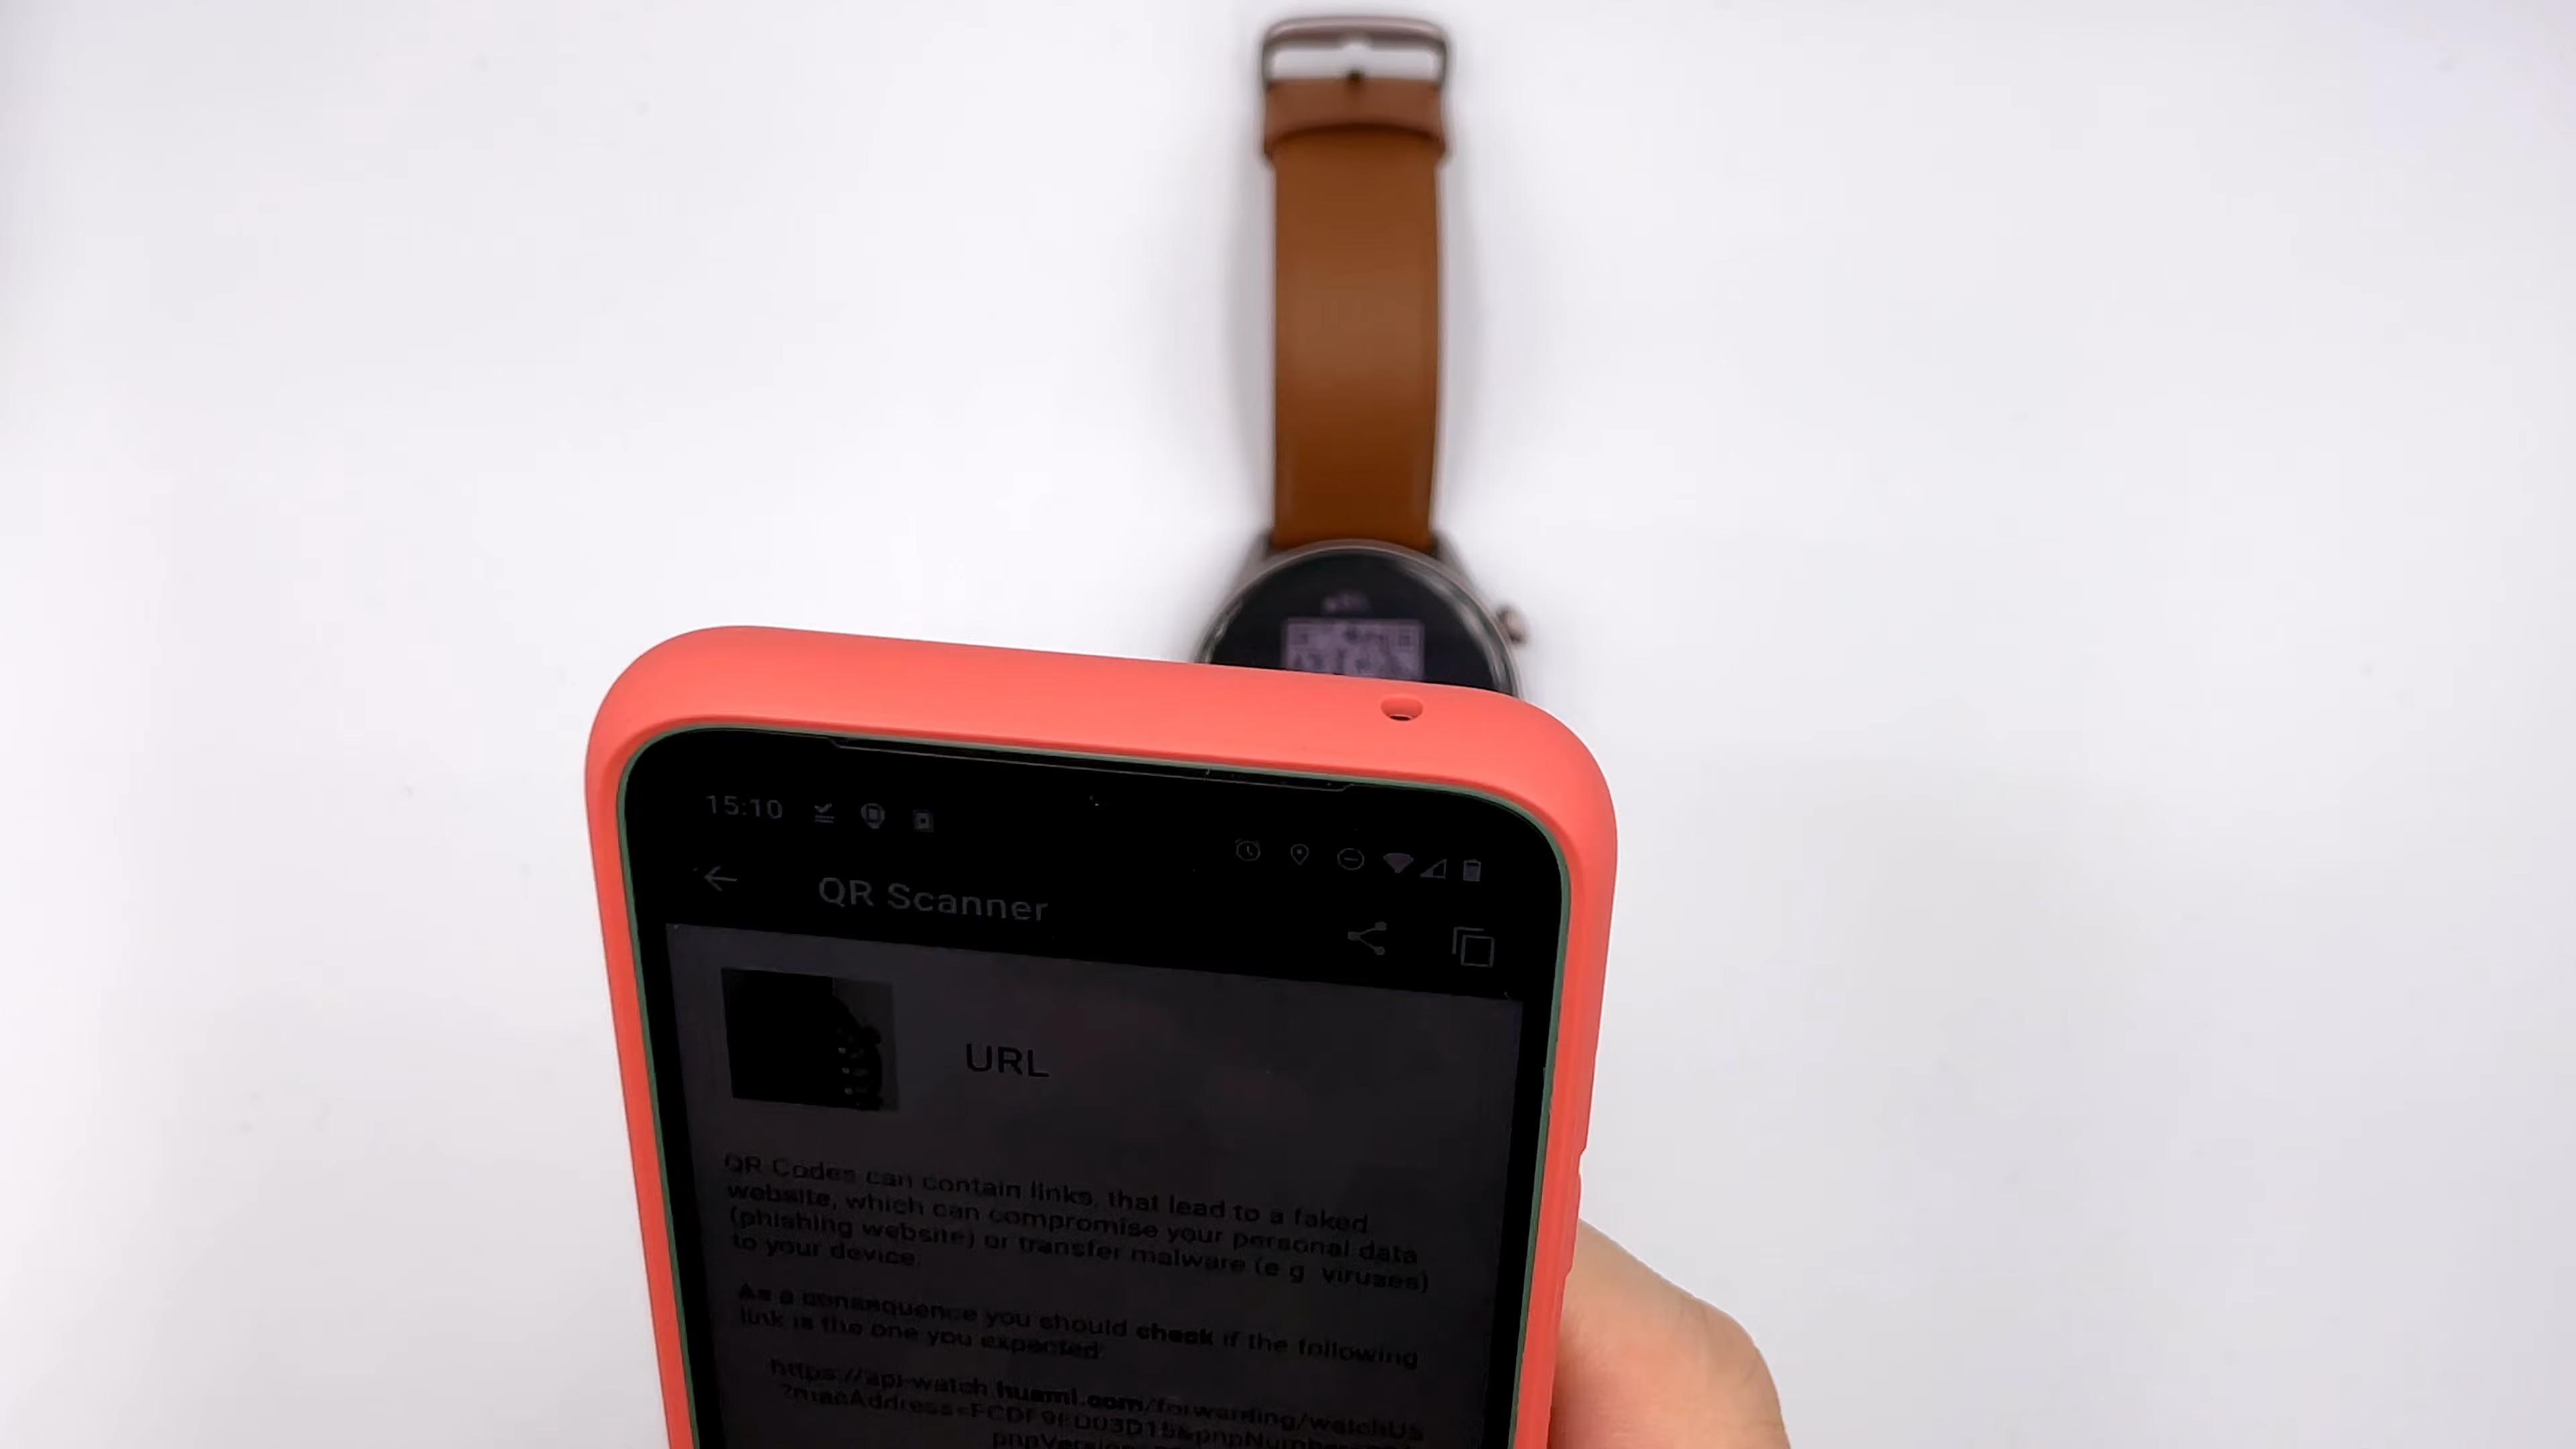 15:10
QR Scanner
URL
QR Codes can contain links, that lead to a faked
website, which can compromise your personal data
(phishing website) or transfer malware (e g viruses)
to your device.
As a consequence you should check if the following
link is the one you expected:
https://api-watch.huami.com/forwarding/watchUS
?macAddress=